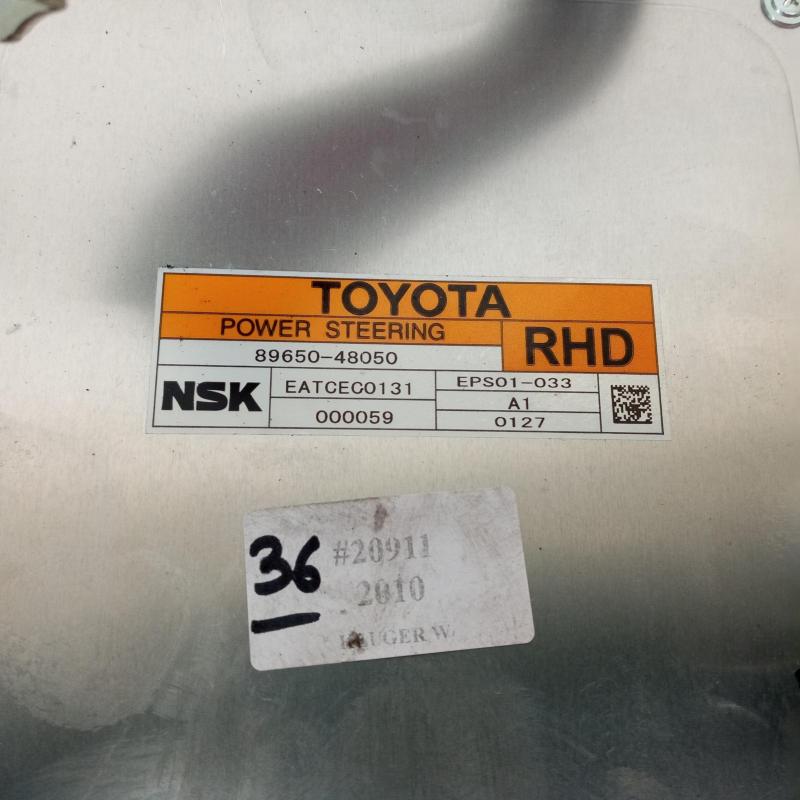 TOYOTA
POWER STEERING
RHD
89650-48050
NSK
EATCEC0131
000059
EPS01-033
A1
0127
36
#20911
2010